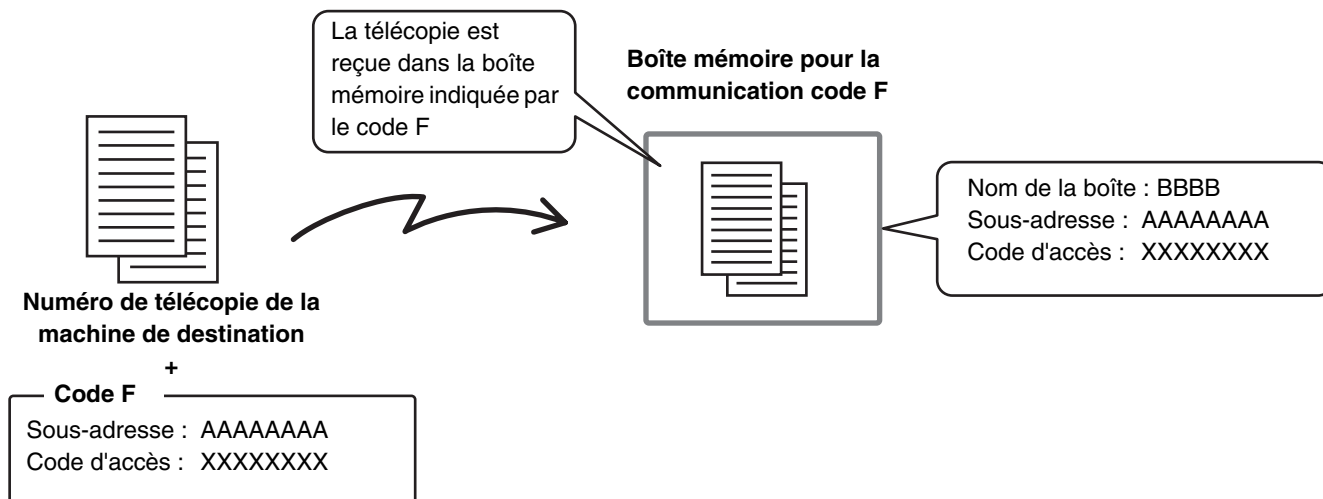 La télécopie est
reçue dans la boîte
mémoire indiquée par
le code F
Boîte mémoire pour la
communication code F
Nom de la boîte : BBBB
Sous-adresse : AAAAAAAA
Code d'accès : XXXXXXXX
Numéro de télécopie de la
machine de destination
+
Code F
Sous-adresse : AAAAAAAA
Code d'accès : XXXXXXXX